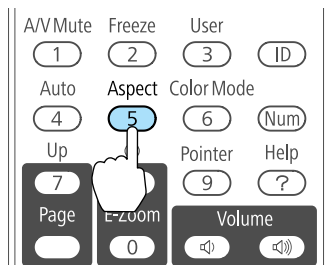 A/V Mute Freeze User
1 2 3 ID
Auto Aspect Color Mode
4 5 6 Num
Up Pointer Help
7 9 ?
Page E-Zoom Volume
0